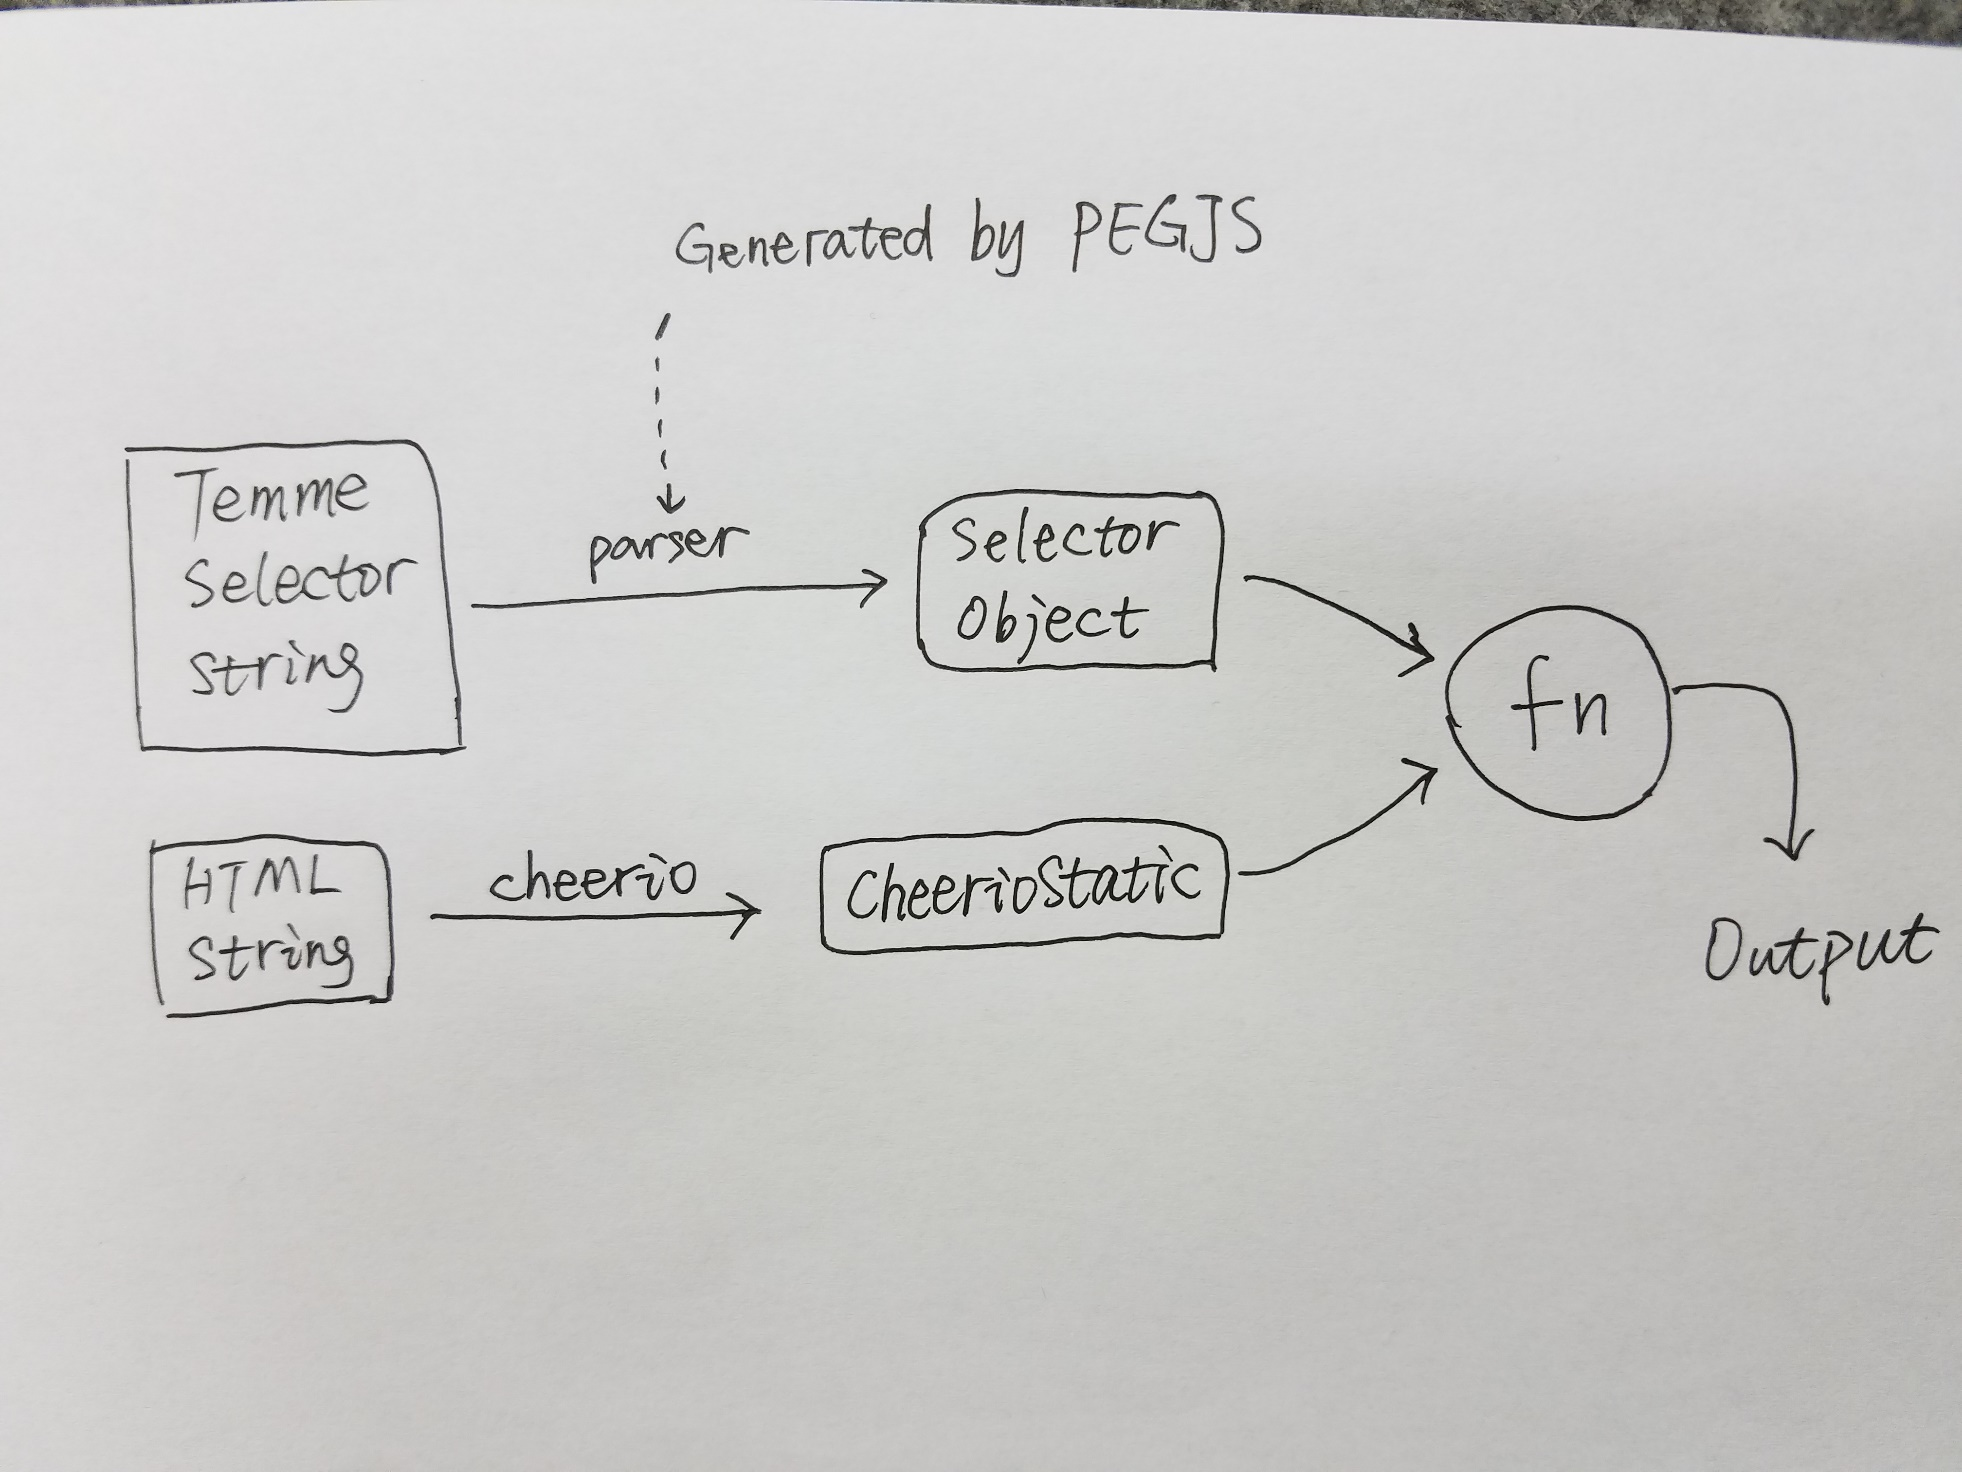 Generated by PEGJS
Temme
Selector
string
parser
Selector
Object
fn
HTML
string
cheerio
CheerioStatic
Output